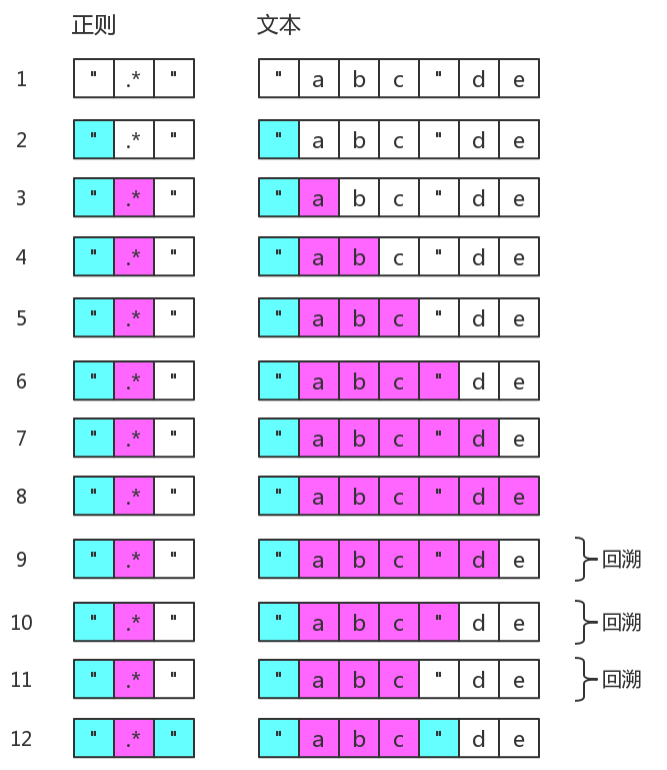 正则 文本
1 " .* " " a b c " d e
2 " .* " " a b c " d e
3 " .* " " a b c " d e
4 " .* " " a b c " d e
5 " .* " " a b c " d e
6 " .* " " a b c " d e
7 " .* " " a b c " d e
8 " .* " " a b c " d e
9 " .* " " a b c " d e 回溯
10 " .* " " a b c " d e 回溯
11 " .* " " a b c " d e 回溯
12 " .* " " a b c " d e